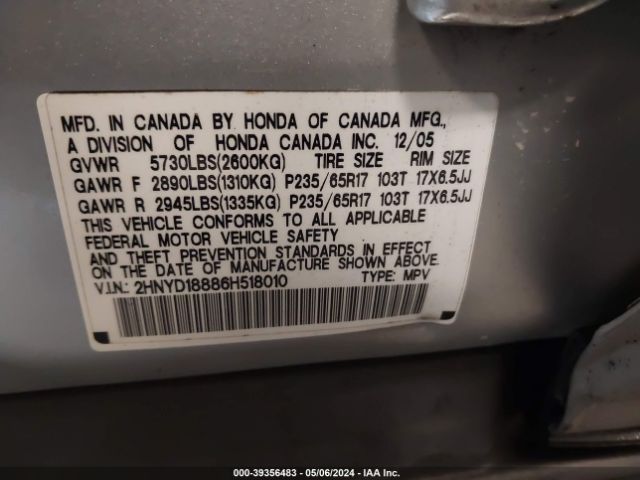 MFD. IN CANADA BY HONDA OF CANADA MFG.,
A DIVISION OF HONDA CANADA INC. 12/05
GVWR 5730LBS(2600KG) TIRE SIZE RIM SIZE
GAWR F 2890LBS(1310KG) P235/65R17 103T 17X6.5JJ
GAWR R 2945LBS(1335KG) P235/65R17 103T 17X6.5JJ
THIS VEHICLE CONFORMS TO ALL APPLICABLE
FEDERAL MOTOR VEHICLE SAFETY
AND THEFT PREVENTION STANDARDS IN EFFECT
ON THE DATE OF MANUFACTURE SHOWN ABOVE.
V.I.N.: 2HNYD18886H518010 TYPE: MPV
000-39356483 - 05/06/2024 - IAAI.COM